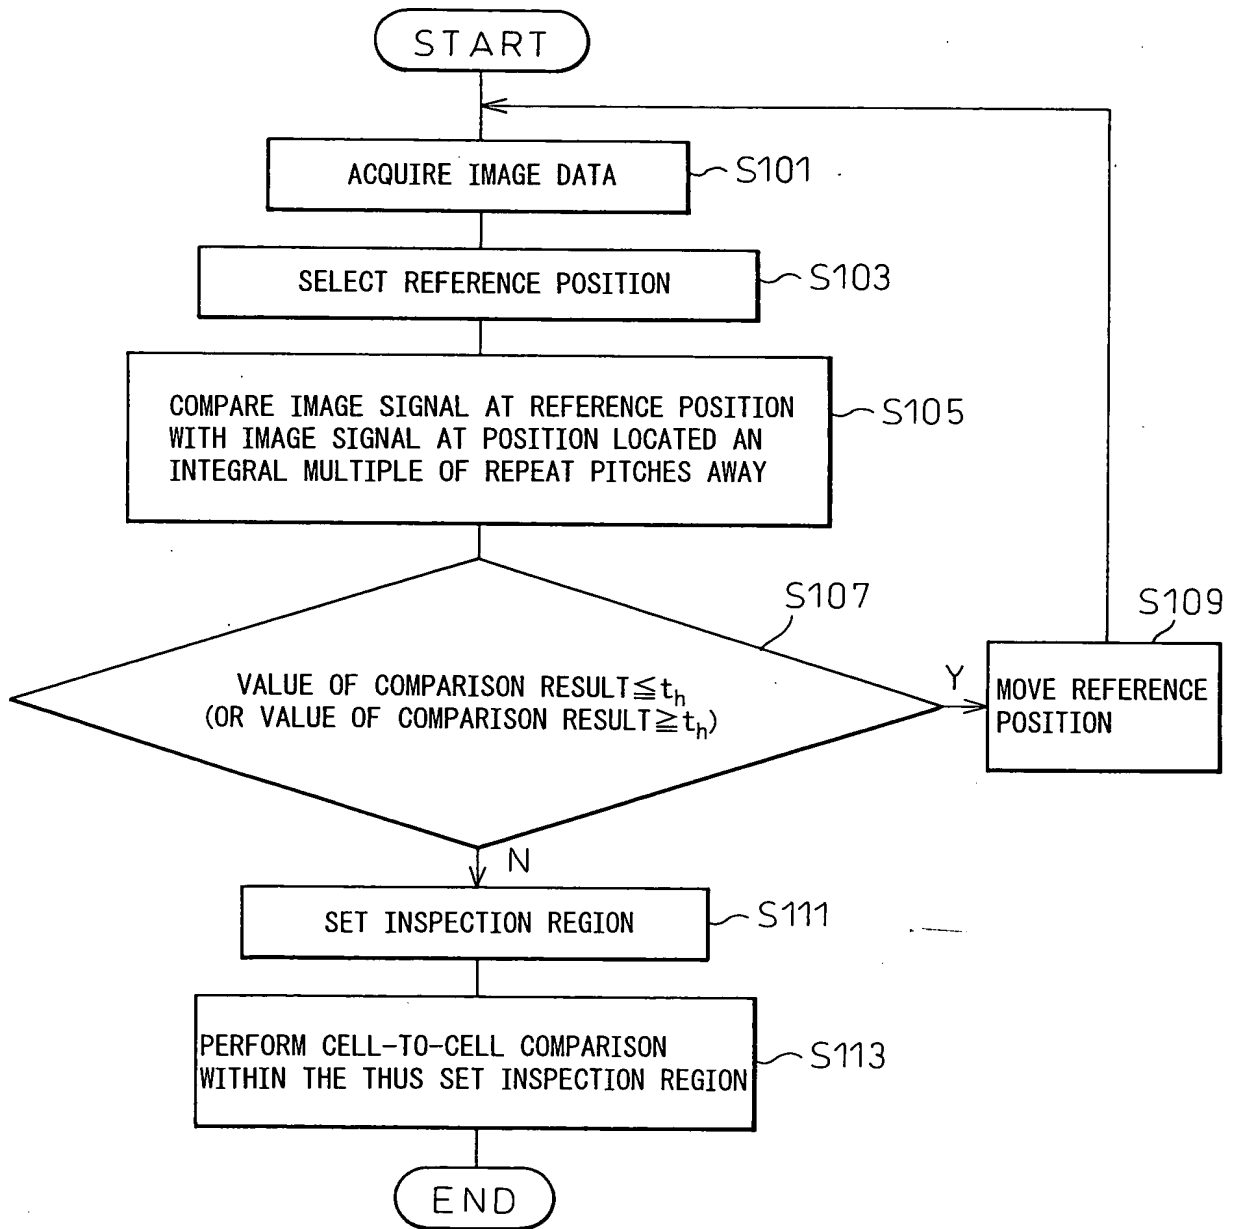 START
ACQUIRE IMAGE DATA
S101
SELECT REFERENCE POSITION
S103
COMPARE IMAGE SIGNAL AT REFERENCE POSITION
WITH IMAGE SIGNAL AT POSITION LOCATED AN
INTEGRAL MULTIPLE OF REPEAT PITCHES AWAY
S105
S107
VALUE OF COMPARISON RESULT≦th
(OR VALUE OF COMPARISON RESULT≧th)
Y
S109
MOVE REFERENCE
POSITION
N
SET INSPECTION REGION
S111
PERFORM CELL-TO-CELL COMPARISON
WITHIN THE THUS SET INSPECTION REGION
S113
END